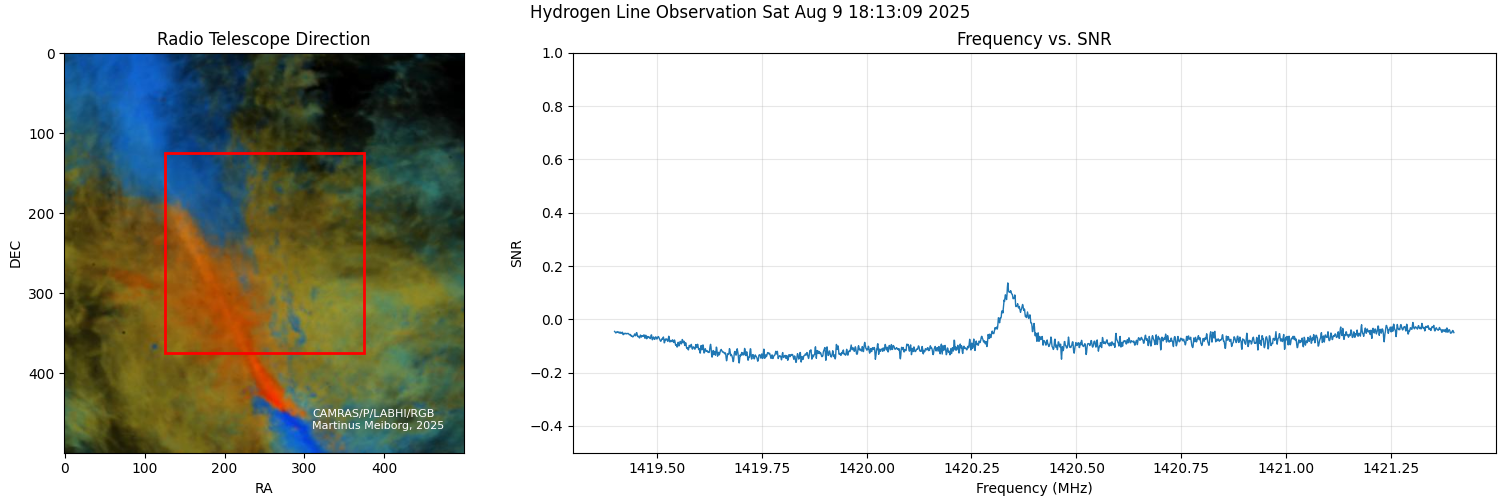 Hydrogen Line Observation Sat Aug 9 18:13:09 2025
Radio Telescope Direction
0
100
200
300
400
DEC
0 100 200 300 400
RA
CAMRAS/P/LABHI/RGB
Martinus Meiborg, 2025
Frequency vs. SNR
1.0
0.8
0.6
0.4
0.2
0.0
−0.2
−0.4
SNR
1419.50 1419.75 1420.00 1420.25 1420.50 1420.75 1421.00 1421.25
Frequency (MHz)